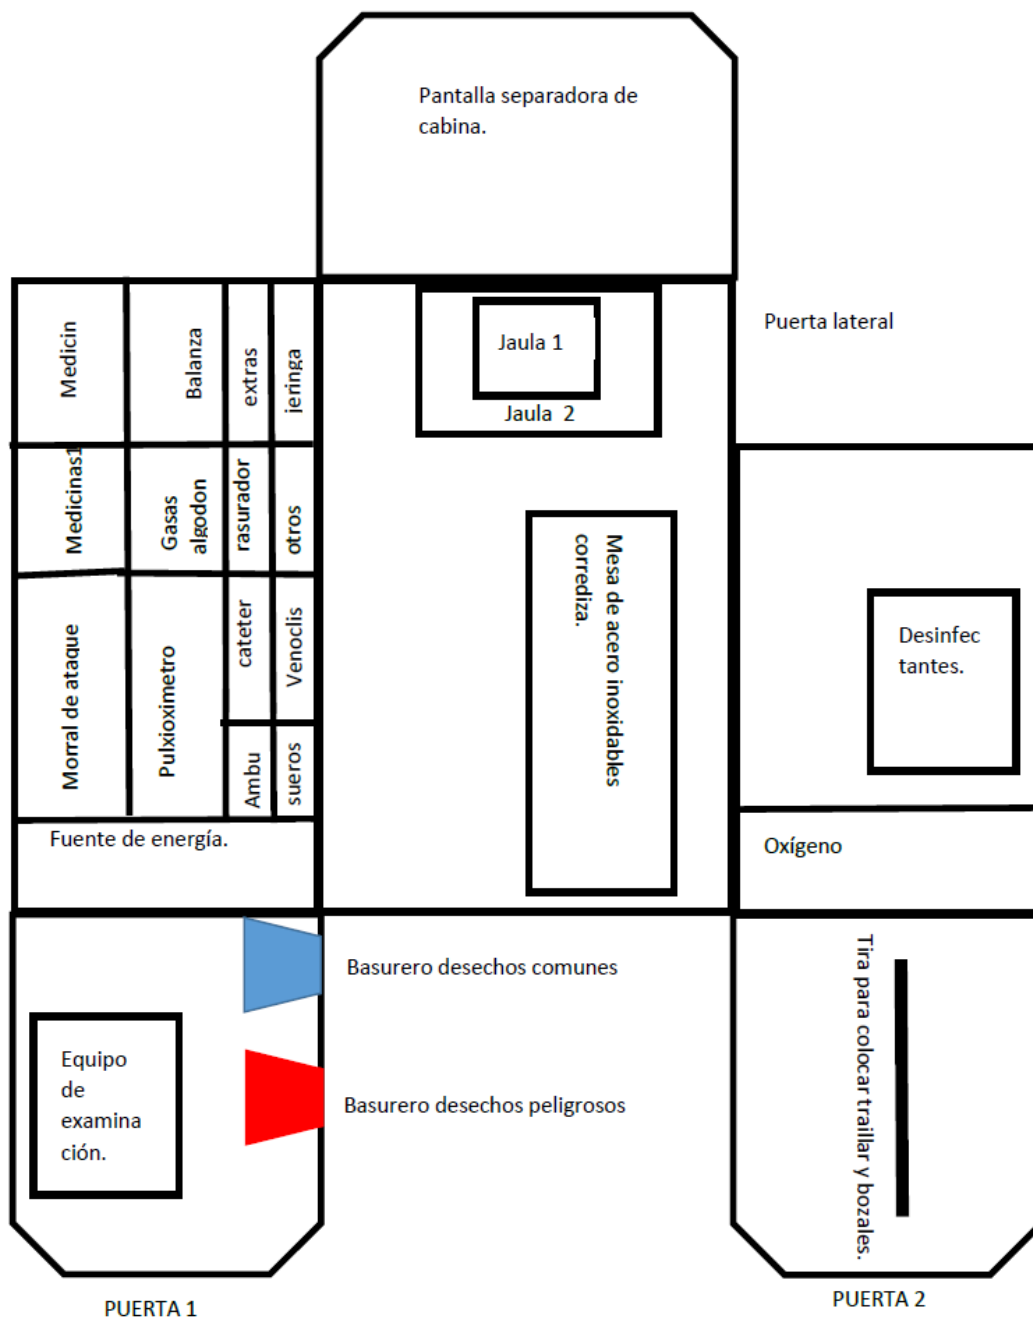 Pantalla separadora de
cabina.
Medicin
Balanza
extras
jeringa
Jaula 1
Jaula 2
Puerta lateral
Medicinas1
Gasas
algodon
rasurador
otros
Mesa de acero inoxidables
corrediza.
Morral de ataque
Pulxioximetro
cateter
Venoclis
Ambu
sueros
Desinfec
tantes.
Fuente de energía.
Oxígeno
Basurero desechos comunes
Equipo
de
examina
ción.
Basurero desechos peligrosos
Tira para colocar traillar y bozales.
PUERTA 1
PUERTA 2